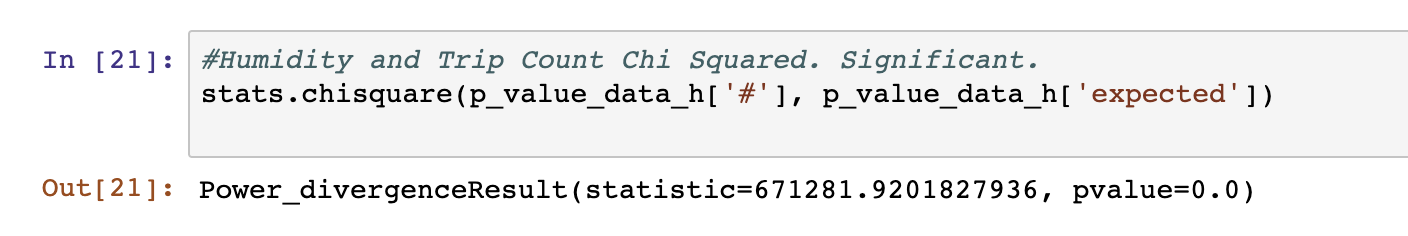 In [21]: #Humidity and Trip Count Chi Squared. Significant.
stats.chisquare(p_value_data_h['#'], p_value_data_h['expected'])
Out[21]: Power_divergenceResult(statistic=671281.9201827936, pvalue=0.0)